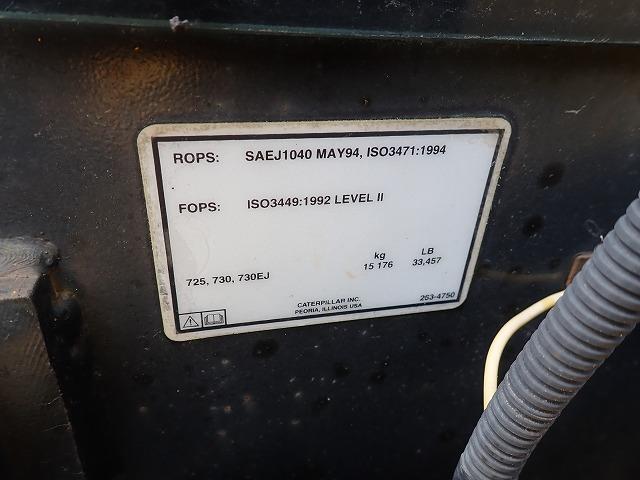 ROPS: SAEJ1040 MAY94, ISO3471:1994
FOPS: ISO3449:1992 LEVEL II
kg LB
725, 730, 730EJ 15 176 33,457
CATERPILLAR INC.
PEORIA, ILLINOIS USA
253-4750